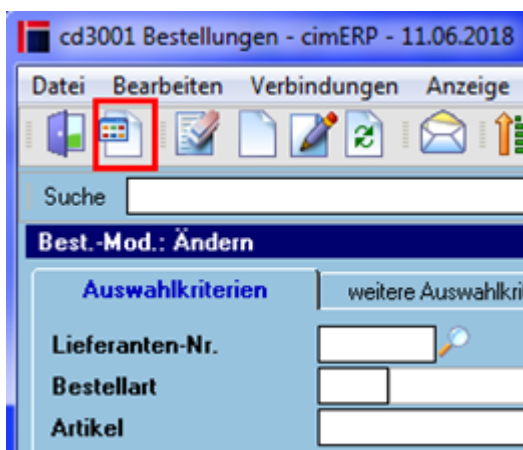 cd3001 Bestellungen - cimERP - 11.06.2018
Datei Bearbeiten Verbindungen Anzeige
Suche
Best.-Mod.: Ändern
Auswahlkriterien weitere Auswahlkri
Lieferanten-Nr.
Bestellart
Artikel